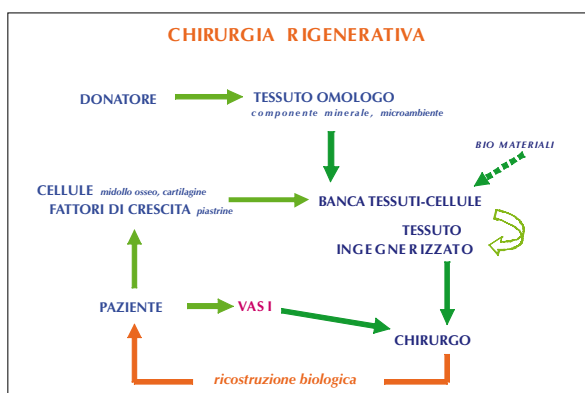 CHIRURGIA RIGENERATIVA
DONATORE
TESSUTO OMOLOGO
componente minerale, microambiente
BIO MATERIALI
CELLULE midollo osseo, cartilagine
FATTORI DI CRESCITA piastrine
BANCA TESSUTI-CELLULE
TESSUTO
INGEGNERIZZATO
PAZIENTE
VASI
CHIRURGO
ricostruzione biologica